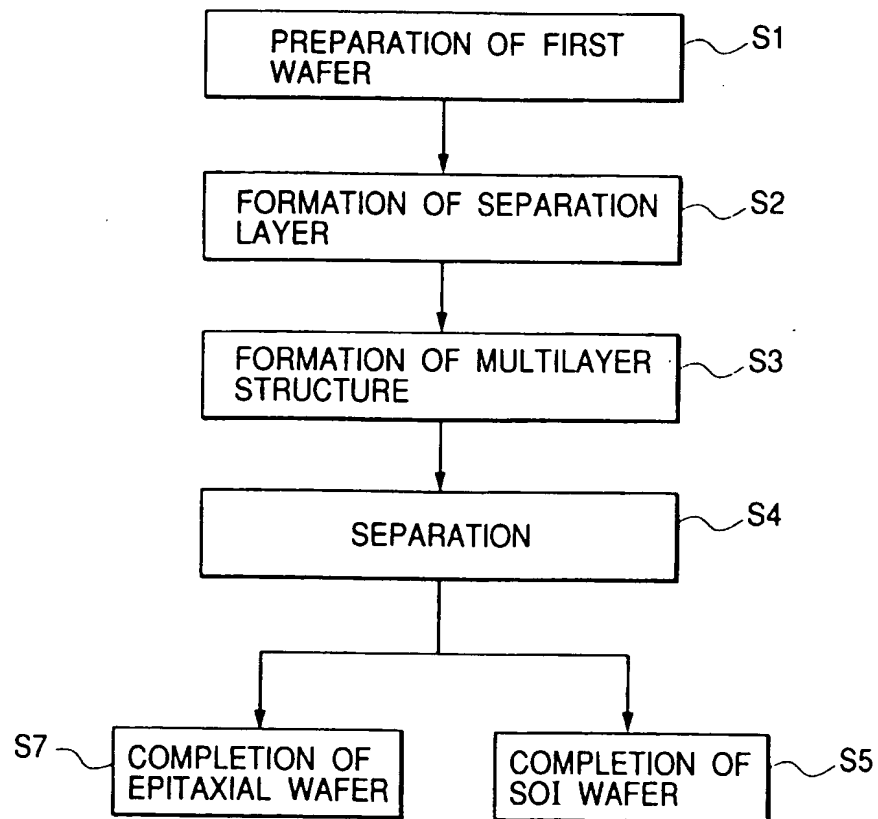 PREPARATION OF FIRST
WAFER
S1
FORMATION OF SEPARATION
LAYER
S2
FORMATION OF MULTILAYER
STRUCTURE
S3
SEPARATION
S4
S7
COMPLETION OF
EPITAXIAL WAFER
COMPLETION OF
SOI WAFER
S5